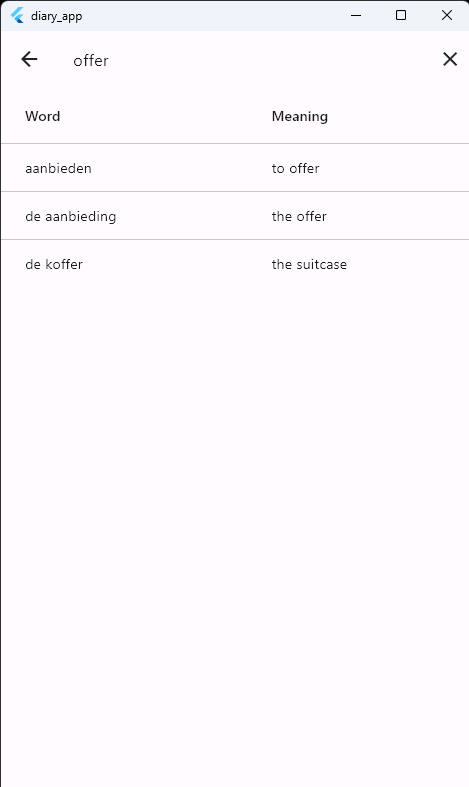 diary_app
offer
Word Meaning
aanbieden to offer
de aanbieding the offer
de koffer the suitcase